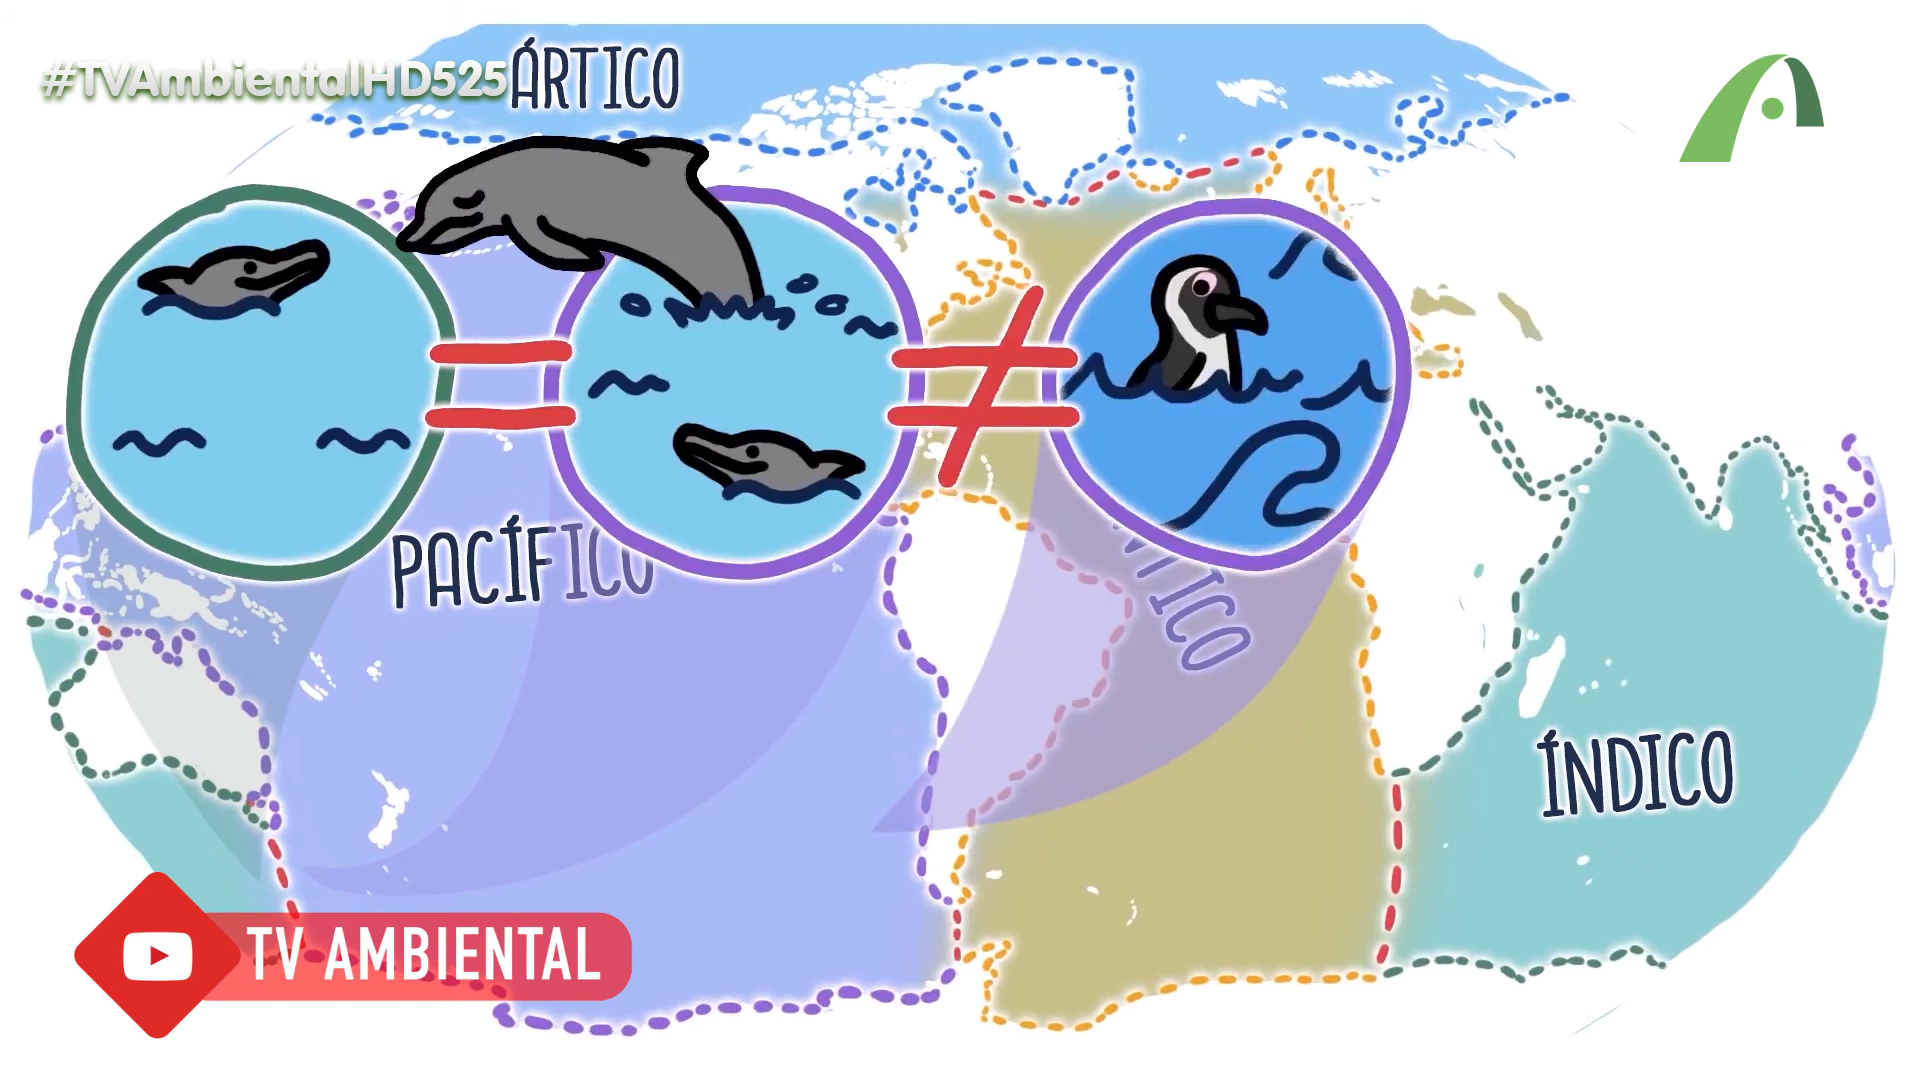 #TVAmbientalHD525
ÁRTICO
PACÍFICO
ÍNDICO
TV AMBIENTAL